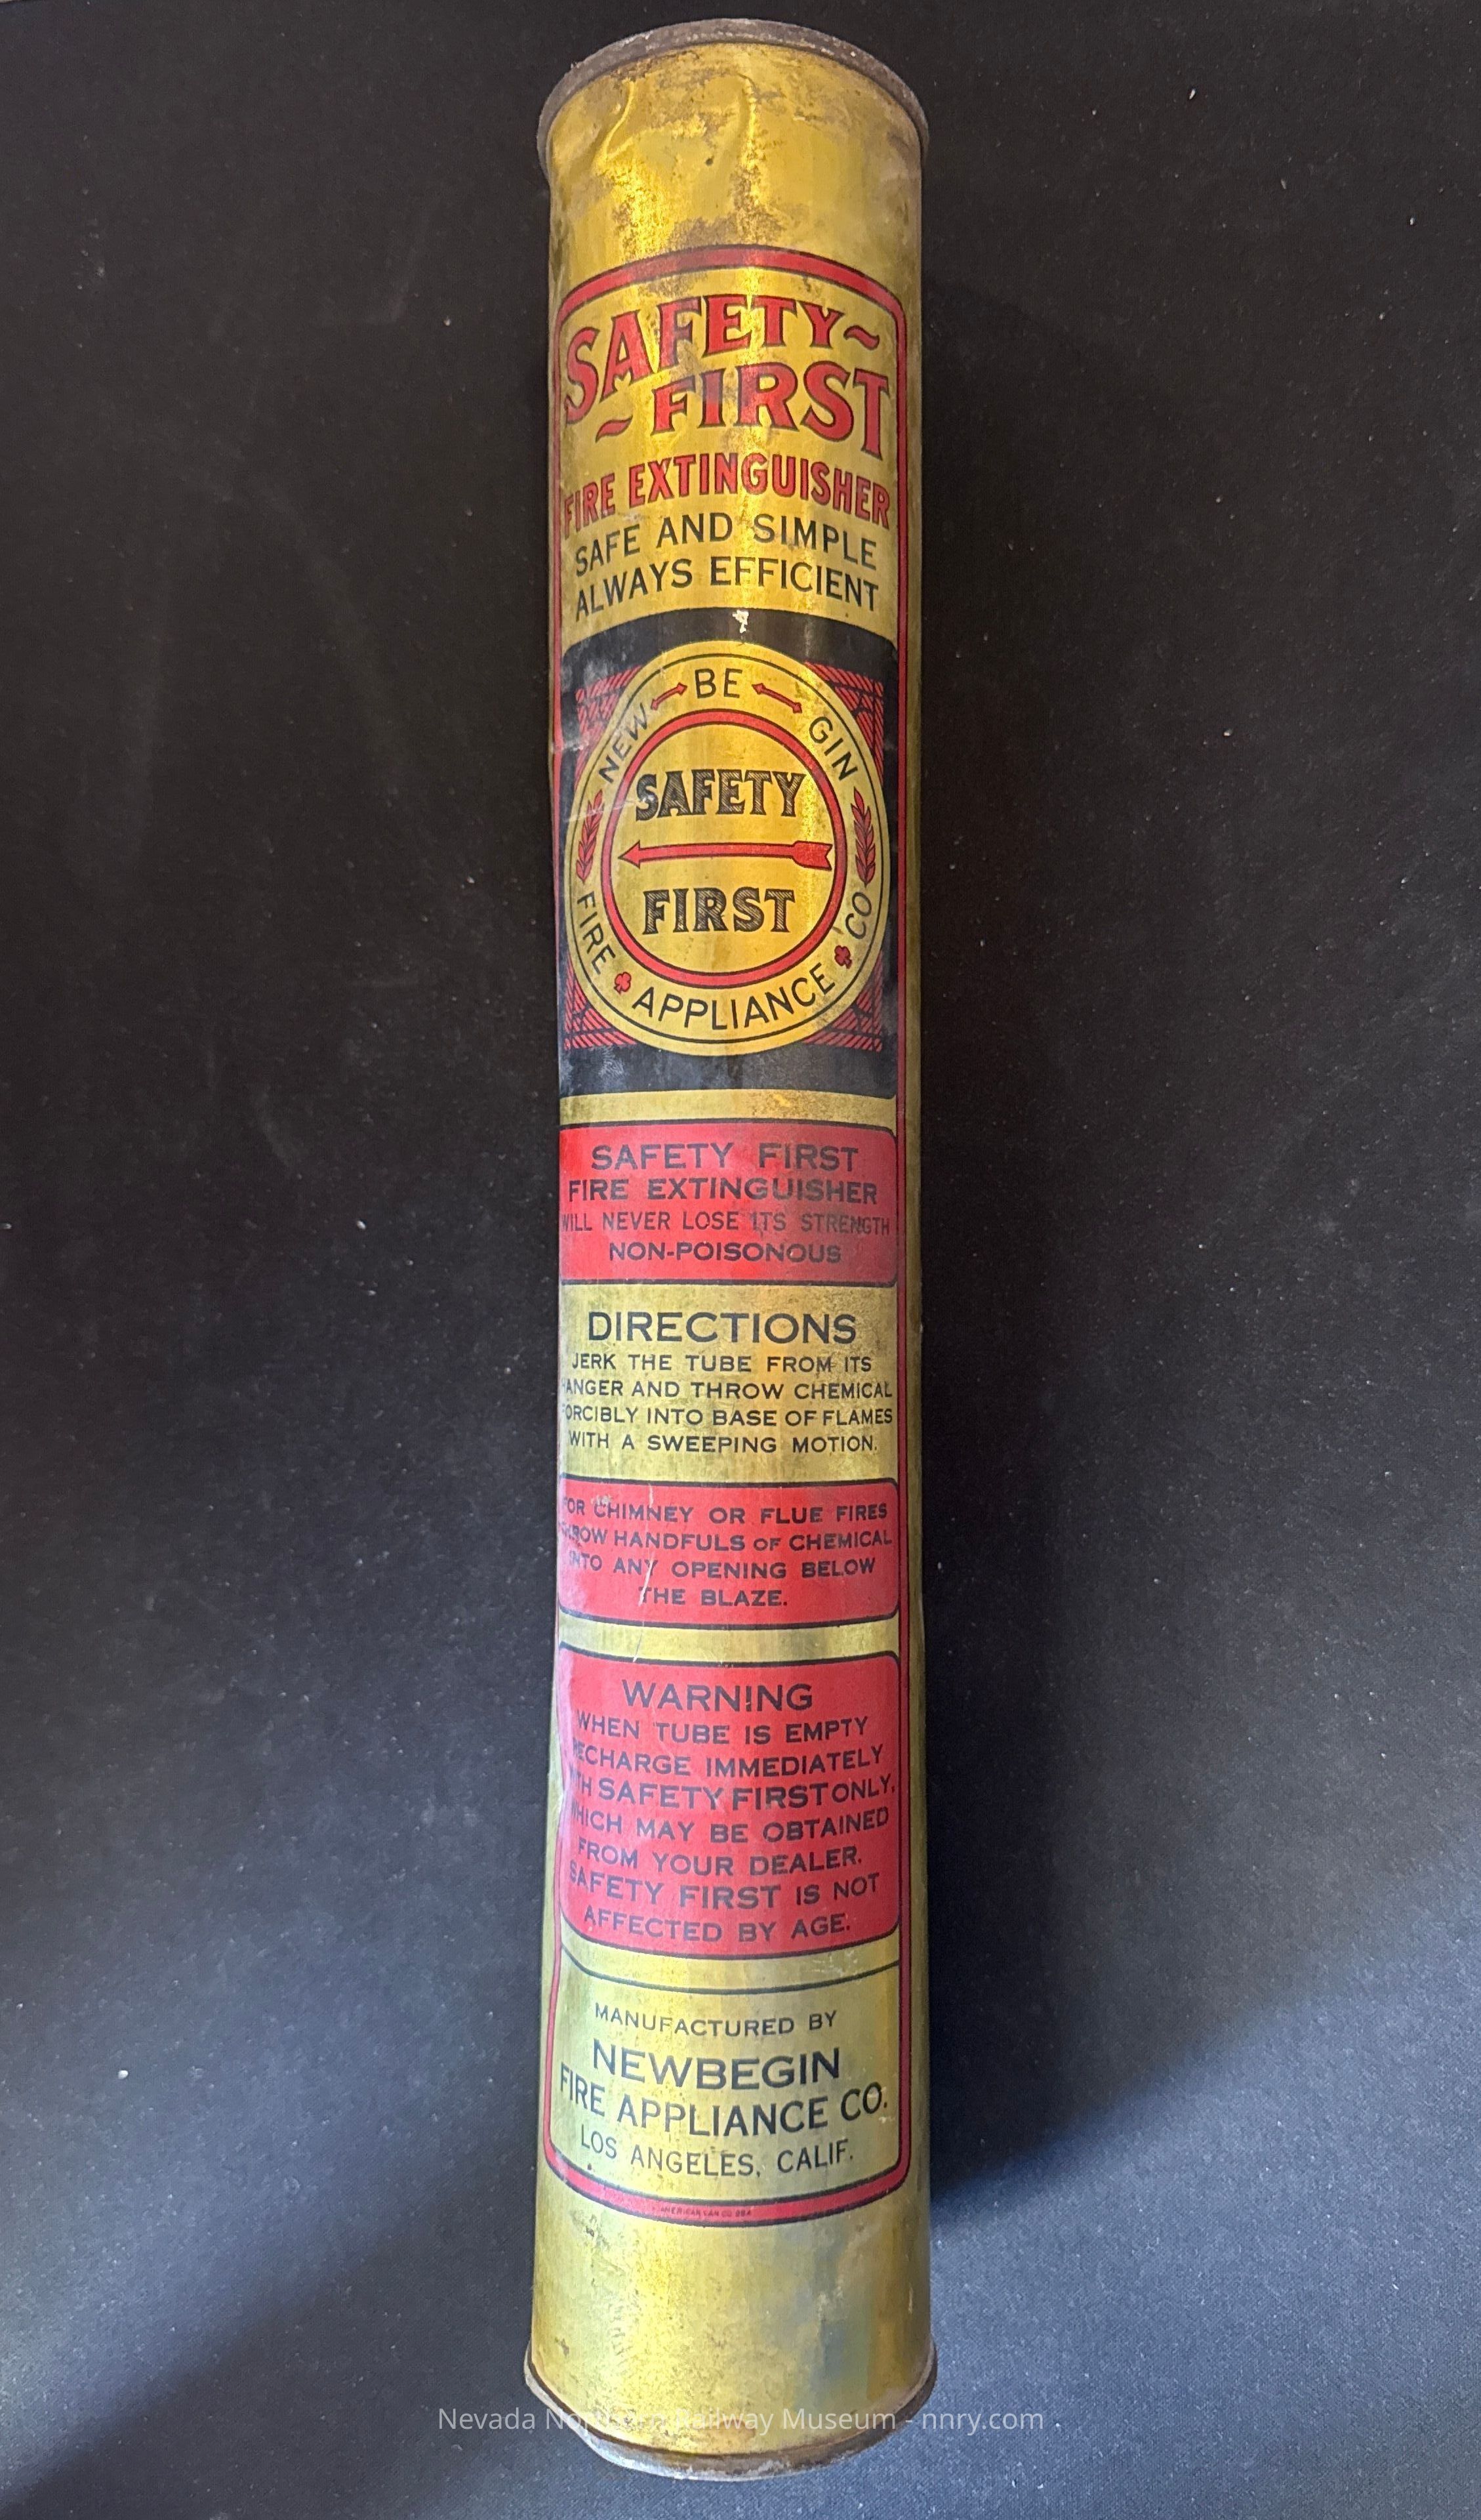 SAFETY~
~FIRST
FIRE EXTINGUISHER
SAFE AND SIMPLE
ALWAYS EFFICIENT
NEW BE GIN
SAFETY
FIRST
FIRE APPLIANCE CO
SAFETY FIRST
FIRE EXTINGUISHER
WILL NEVER LOSE ITS STRENGTH
NON-POISONOUS
DIRECTIONS
JERK THE TUBE FROM ITS
HANGER AND THROW CHEMICAL
FORCIBLY INTO BASE OF FLAMES
WITH A SWEEPING MOTION.
FOR CHIMNEY OR FLUE FIRES
THROW HANDFULS OF CHEMICAL
INTO ANY OPENING BELOW
THE BLAZE.
WARNING
WHEN TUBE IS EMPTY
RECHARGE IMMEDIATELY
WITH SAFETY FIRST ONLY,
WHICH MAY BE OBTAINED
FROM YOUR DEALER.
SAFETY FIRST IS NOT
AFFECTED BY AGE.
MANUFACTURED BY
NEWBEGIN
FIRE APPLIANCE CO.
LOS ANGELES, CALIF.
AMERICAN CAN CO
Nevada Northern Railway Museum - nnry.com